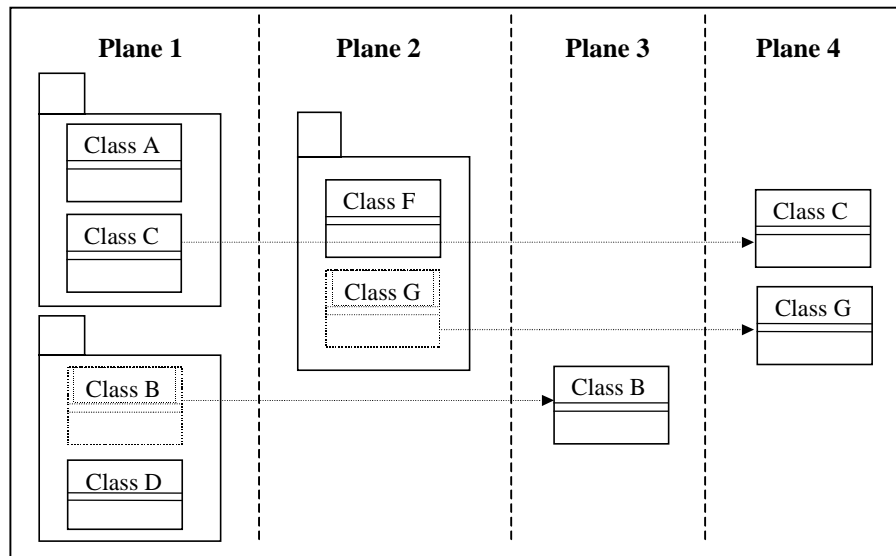 Plane 1
Plane 2
Plane 3
Plane 4
Class A
Class C
Class B
Class D
Class F
Class G
Class B
Class C
Class G